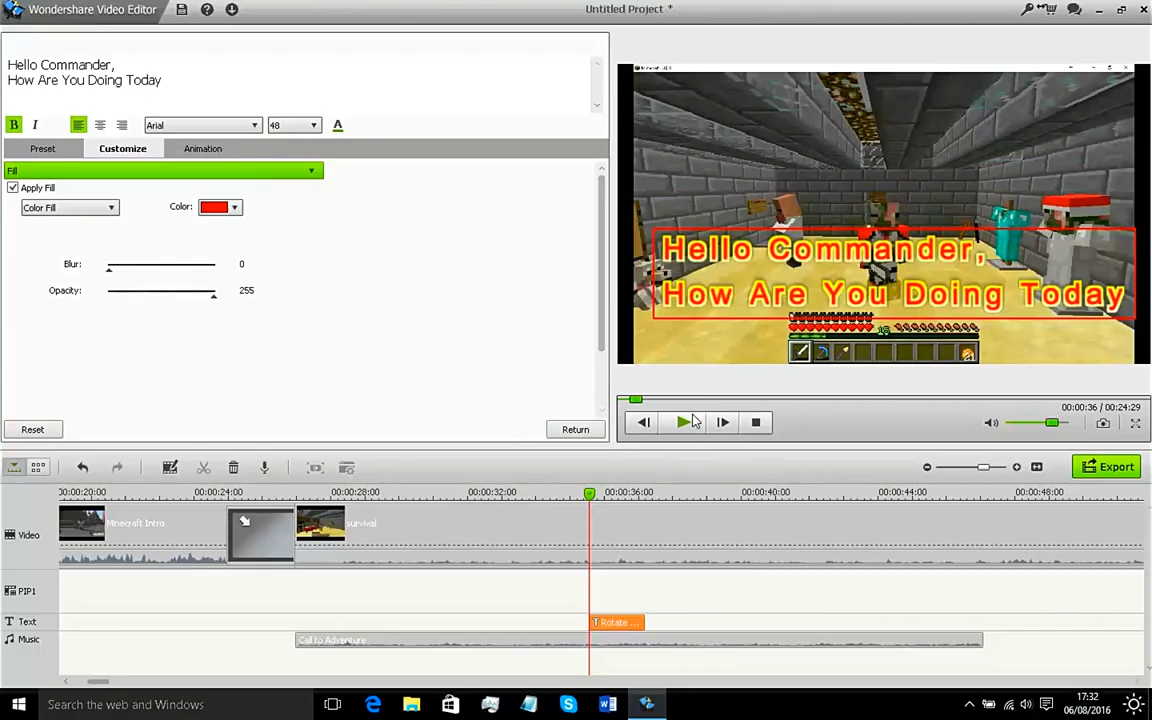 Wondershare Video Editor
Untitled Project *
Hello Commander,
How Are You Doing Today
B I Arial 48 A
Preset Customize Animation
Fill
Apply Fill
Color Fill Color:
Blur: 0
Opacity: 255
Reset Return
Hello Commander,
How Are You Doing Today
00:00:36 / 00:24:29
Export
00:00:20:00 00:00:24:00 00:00:28:00 00:00:32:00 00:00:36:00 00:00:40:00 00:00:44:00 00:00:48:00
Video Minecraft Intro survival
PIP1
T Text T Rotate ...
Music Call to Adventure
Search the web and Windows
17:32
06/08/2016